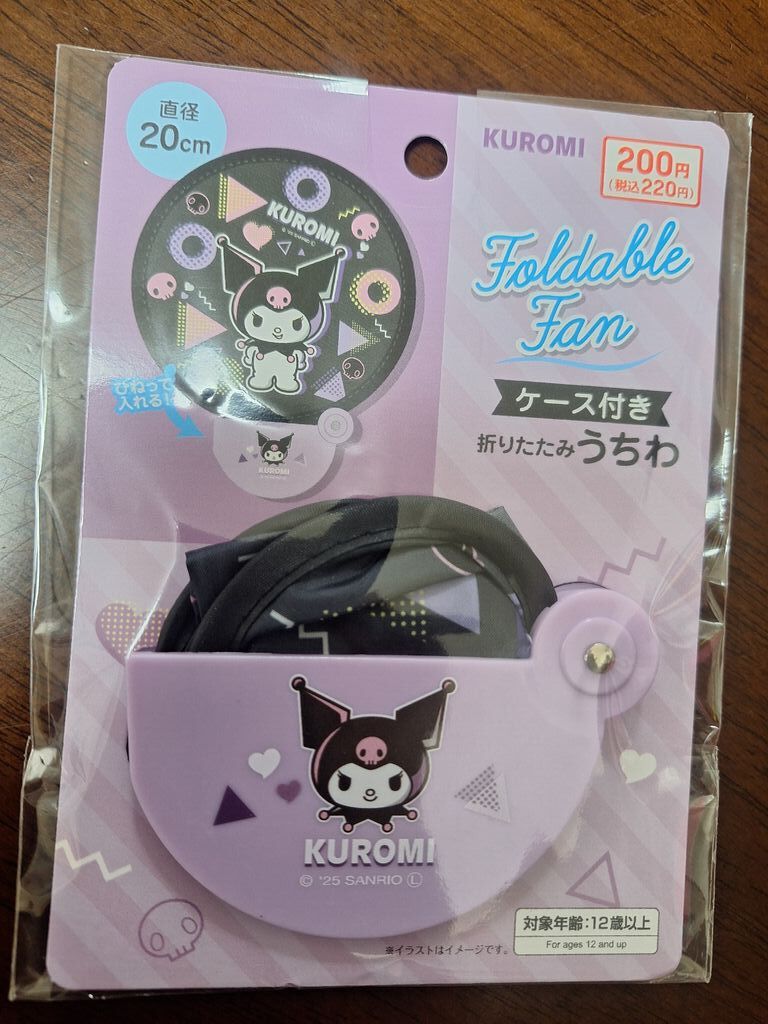 直径
20cm
KUROMI
200円
(税込220円)
KUROMI
© '25 SANRIO Ⓛ
Foldable
Fan
ひねって
入れる!
ケース付き
折りたたみうちわ
KUROMI
KUROMI
© '25 SANRIO Ⓛ
対象年齢:12歳以上
For ages 12 and up
※イラストはイメージです。